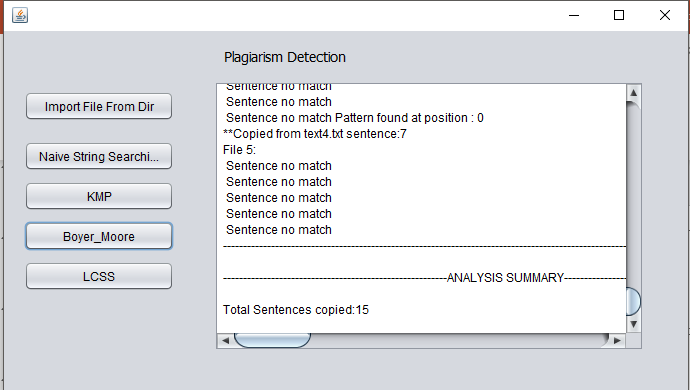 Plagiarism Detection
Import File From Dir
Naive String Searchi...
KMP
Boyer_Moore
LCSS
Sentence no match
Sentence no match
Sentence no match Pattern found at position : 0
**Copied from text4.txt sentence:7
File 5:
Sentence no match
Sentence no match
Sentence no match
Sentence no match
Sentence no match
--------------------------------------------------------------------------------
--------------------------------------------ANALYSIS SUMMARY----------------
Total Sentences copied:15